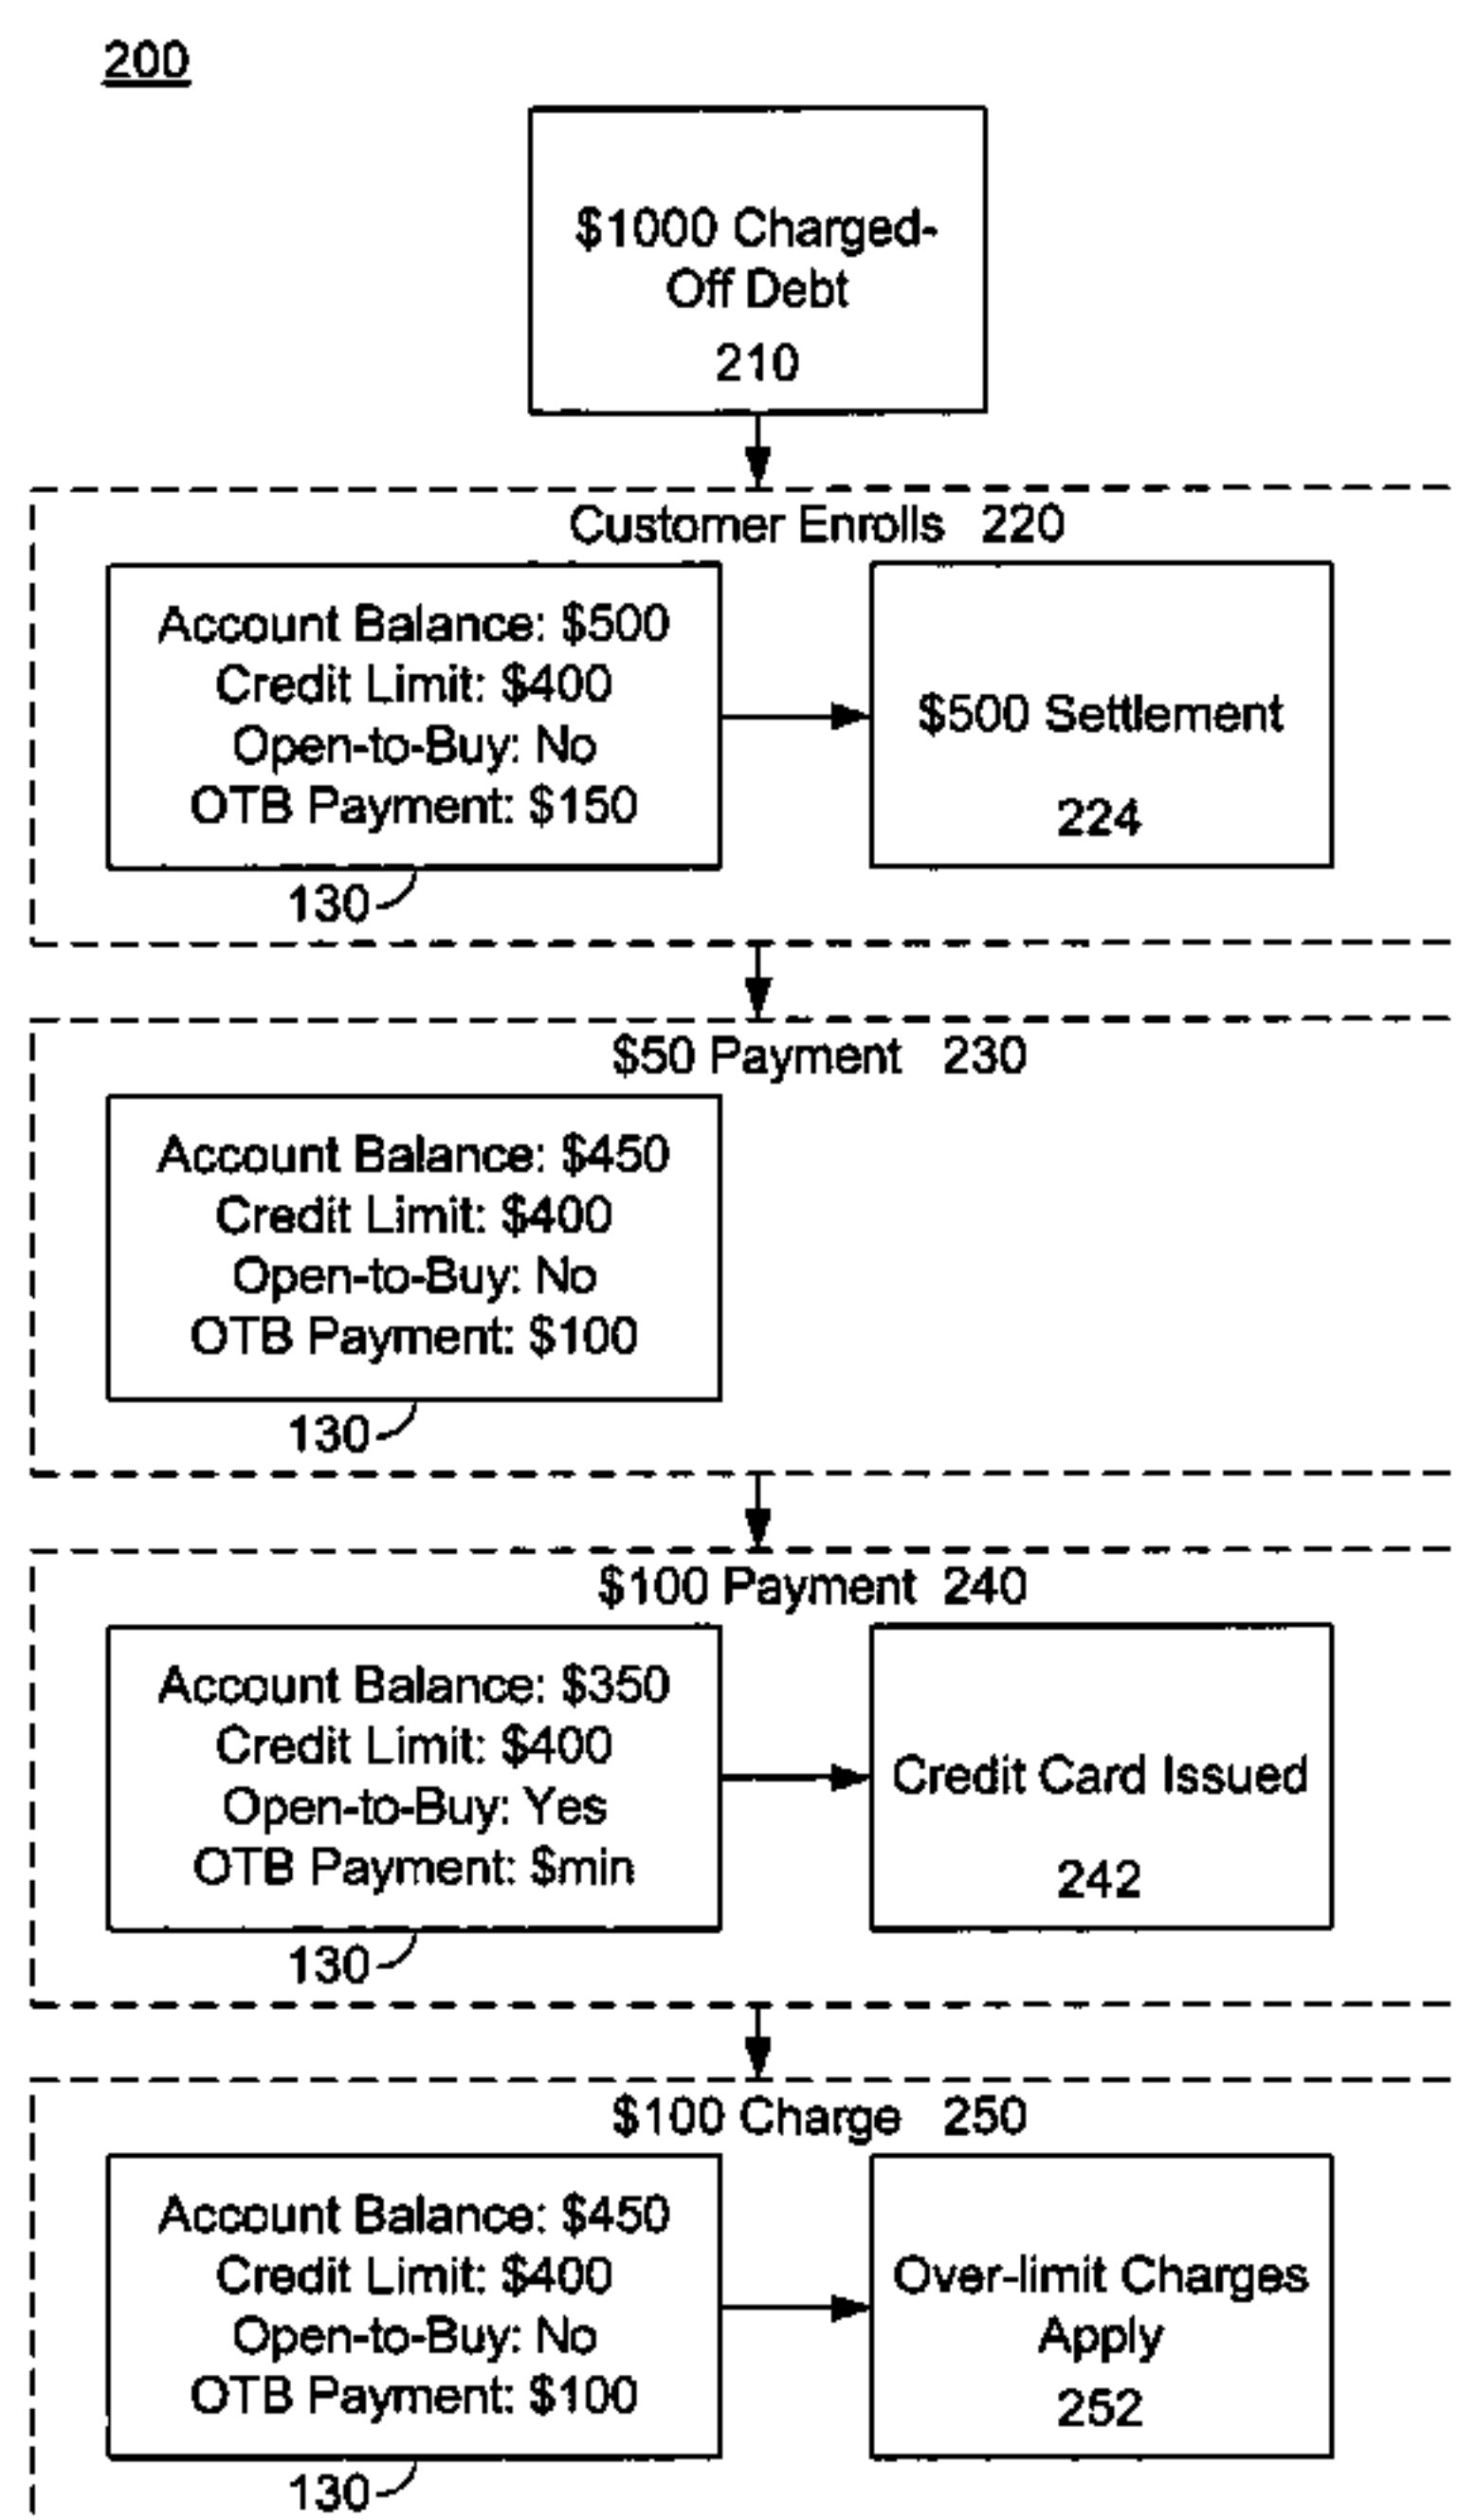 200
$1000 Charged-
Off Debt
210
Customer Enrolls 220
Account Balance: $500
Credit Limit: $400
Open-to-Buy: No
OTB Payment: $150
130
$500 Settlement
224
$50 Payment 230
Account Balance: $450
Credit Limit: $400
Open-to-Buy: No
OTB Payment: $100
130
$100 Payment 240
Account Balance: $350
Credit Limit: $400
Open-to-Buy: Yes
OTB Payment: $min
130
Credit Card Issued
242
$100 Charge 250
Account Balance: $450
Credit Limit: $400
Open-to-Buy: No
OTB Payment: $100
130
Over-limit Charges
Apply
252